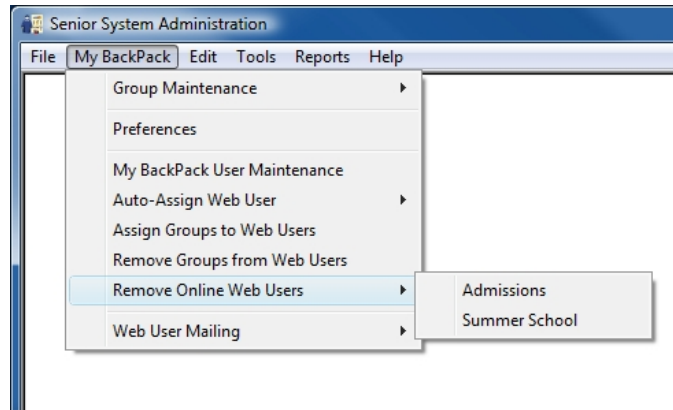 Senior System Administration
File My BackPack Edit Tools Reports Help
Group Maintenance
Preferences
My BackPack User Maintenance
Auto-Assign Web User
Assign Groups to Web Users
Remove Groups from Web Users
Remove Online Web Users
Admissions
Summer School
Web User Mailing